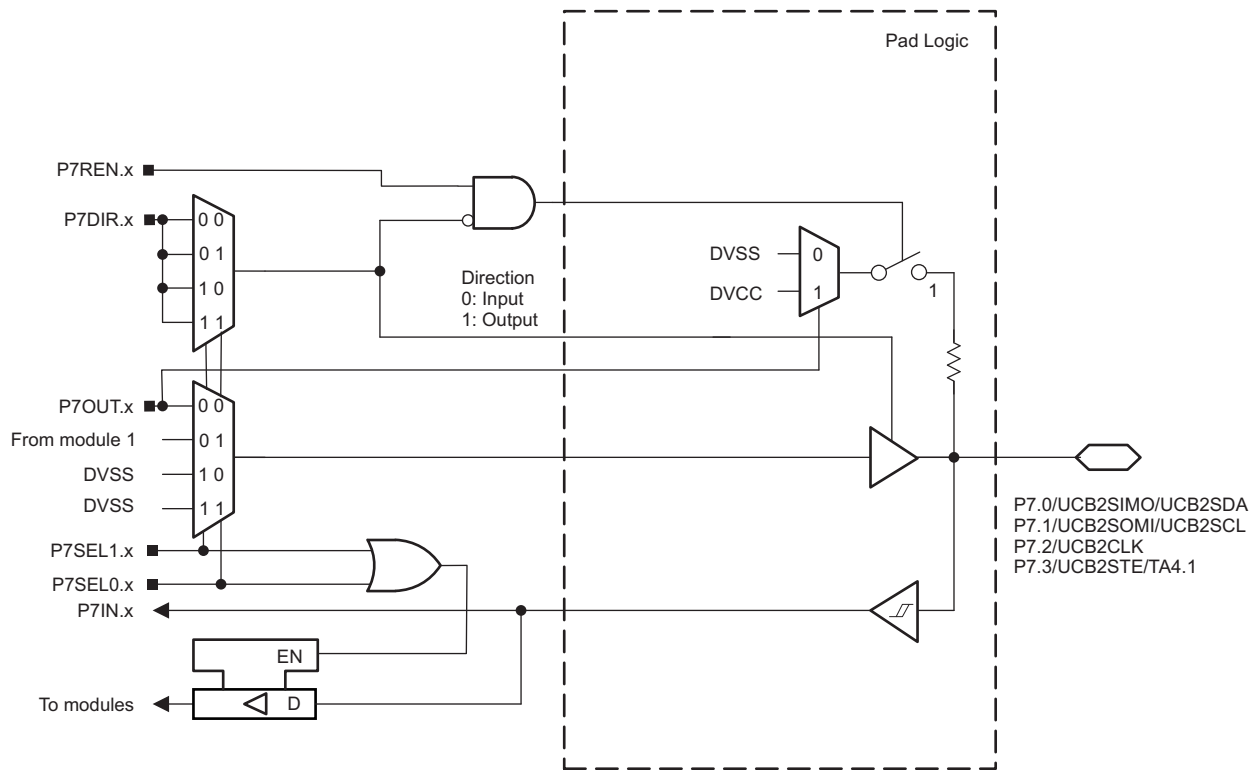 Pad Logic
P7REN.x
P7DIR.x
0 0
0 1
1 0
1 1
Direction
0: Input
1: Output
DVSS
0
DVCC
1
1
P7OUT.x
0 0
From module 1
0 1
DVSS
1 0
DVSS
1 1
P7.0/UCB2SIMO/UCB2SDA
P7.1/UCB2SOMI/UCB2SCL
P7.2/UCB2CLK
P7.3/UCB2STE/TA4.1
P7SEL1.x
P7SEL0.x
P7IN.x
EN
To modules
D